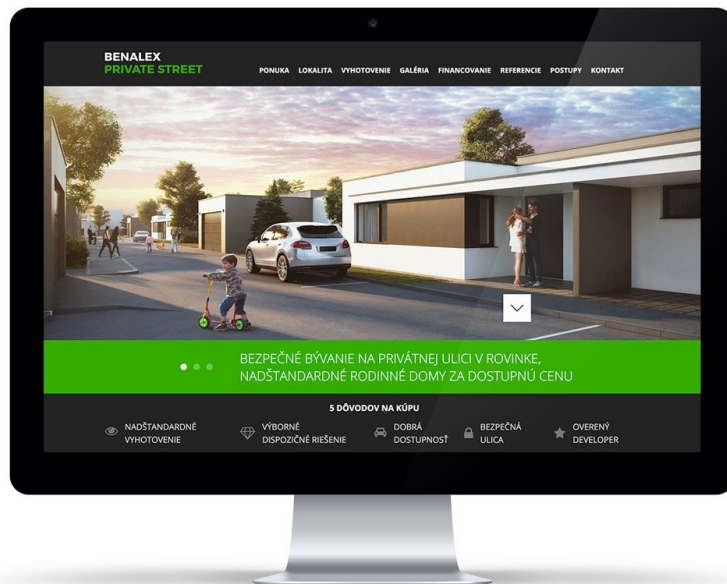 BENALEX
PRIVATE STREET
PONUKA LOKALITA VYHOTOVENIE GALÉRIA FINANCOVANIE REFERENCIE POSTUPY KONTAKT
BEZPEČNÉ BÝVANIE NA PRIVÁTNEJ ULICI V ROVINKE,
NADŠTANDARDNÉ RODINNÉ DOMY ZA DOSTUPNÚ CENU
5 DÔVODOV NA KÚPU
NADŠTANDARDNÉ
VYHOTOVENIE
VÝBORNÉ
DISPOZIČNÉ RIEŠENIE
DOBRÁ
DOSTUPNOSŤ
BEZPEČNÁ
ULICA
OVERENÝ
DEVELOPER